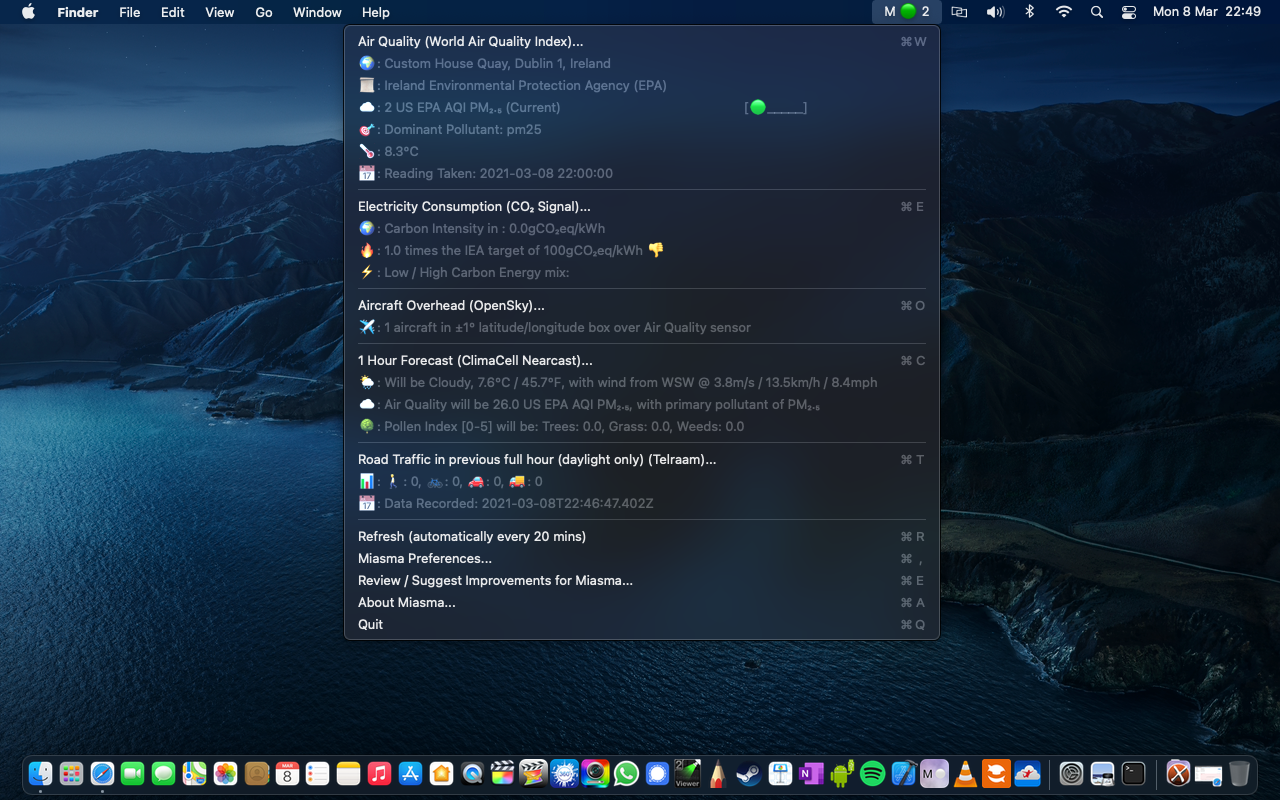 Finder File Edit View Go Window Help M 2 Mon 8 Mar 22:49
Air Quality (World Air Quality Index)... ⌘W
: Custom House Quay, Dublin 1, Ireland
: Ireland Environmental Protection Agency (EPA)
: 2 US EPA AQI PM₂.₅ (Current) [🟢_____]
: Dominant Pollutant: pm25
: 8.3°C
: Reading Taken: 2021-03-08 22:00:00
Electricity Consumption (CO₂ Signal)... ⌘E
: Carbon Intensity in : 0.0gCO₂eq/kWh
: 1.0 times the IEA target of 100gCO₂eq/kWh 👎
: Low / High Carbon Energy mix:
Aircraft Overhead (OpenSky)... ⌘O
: 1 aircraft in ±1° latitude/longitude box over Air Quality sensor
1 Hour Forecast (ClimaCell Nearcast)... ⌘C
: Will be Cloudy, 7.6°C / 45.7°F, with wind from WSW @ 3.8m/s / 13.5km/h / 8.4mph
: Air Quality will be 26.0 US EPA AQI PM₂.₅, with primary pollutant of PM₂.₅
: Pollen Index [0-5] will be: Trees: 0.0, Grass: 0.0, Weeds: 0.0
Road Traffic in previous full hour (daylight only) (Telraam)... ⌘T
: 🚶: 0, 🚲: 0, 🚗: 0, 🚚: 0
: Data Recorded: 2021-03-08T22:46:47.402Z
Refresh (automatically every 20 mins) ⌘R
Miasma Preferences... ⌘,
Review / Suggest Improvements for Miasma... ⌘E
About Miasma... ⌘A
Quit ⌘Q
MAR
8
360
2
Viewer
N
M